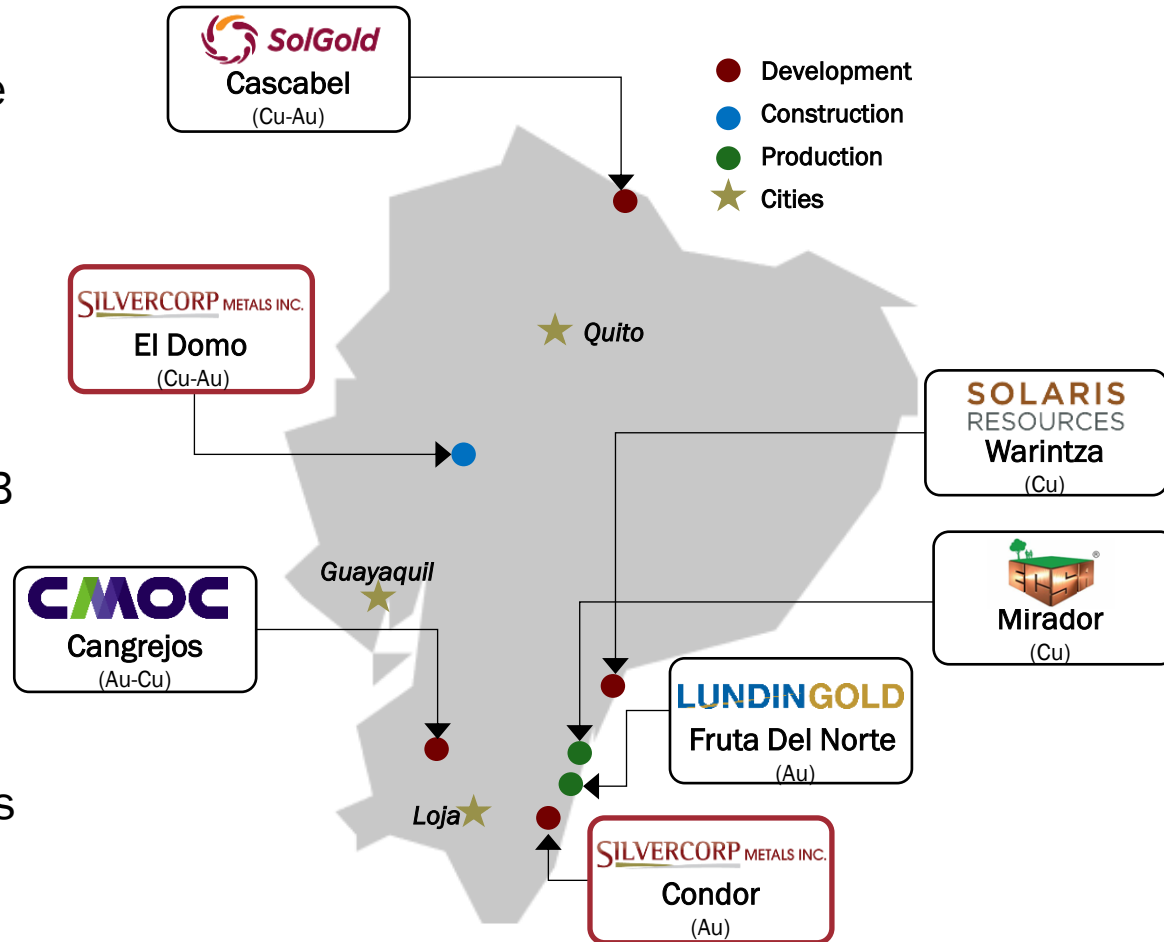 SolGold
Cascabel
(Cu-Au)
Development
Construction
Production
Cities
e
SILVERCORP METALS INC.
El Domo
(Cu-Au)
Quito
SOLARIS
RESOURCES
Warintza
(Cu)
3
Guayaquil
CMOC
Cangrejos
(Au-Cu)
®
Mirador
(Cu)
LUNDINGOLD
Fruta Del Norte
(Au)
s
Loja
SILVERCORP METALS INC.
Condor
(Au)